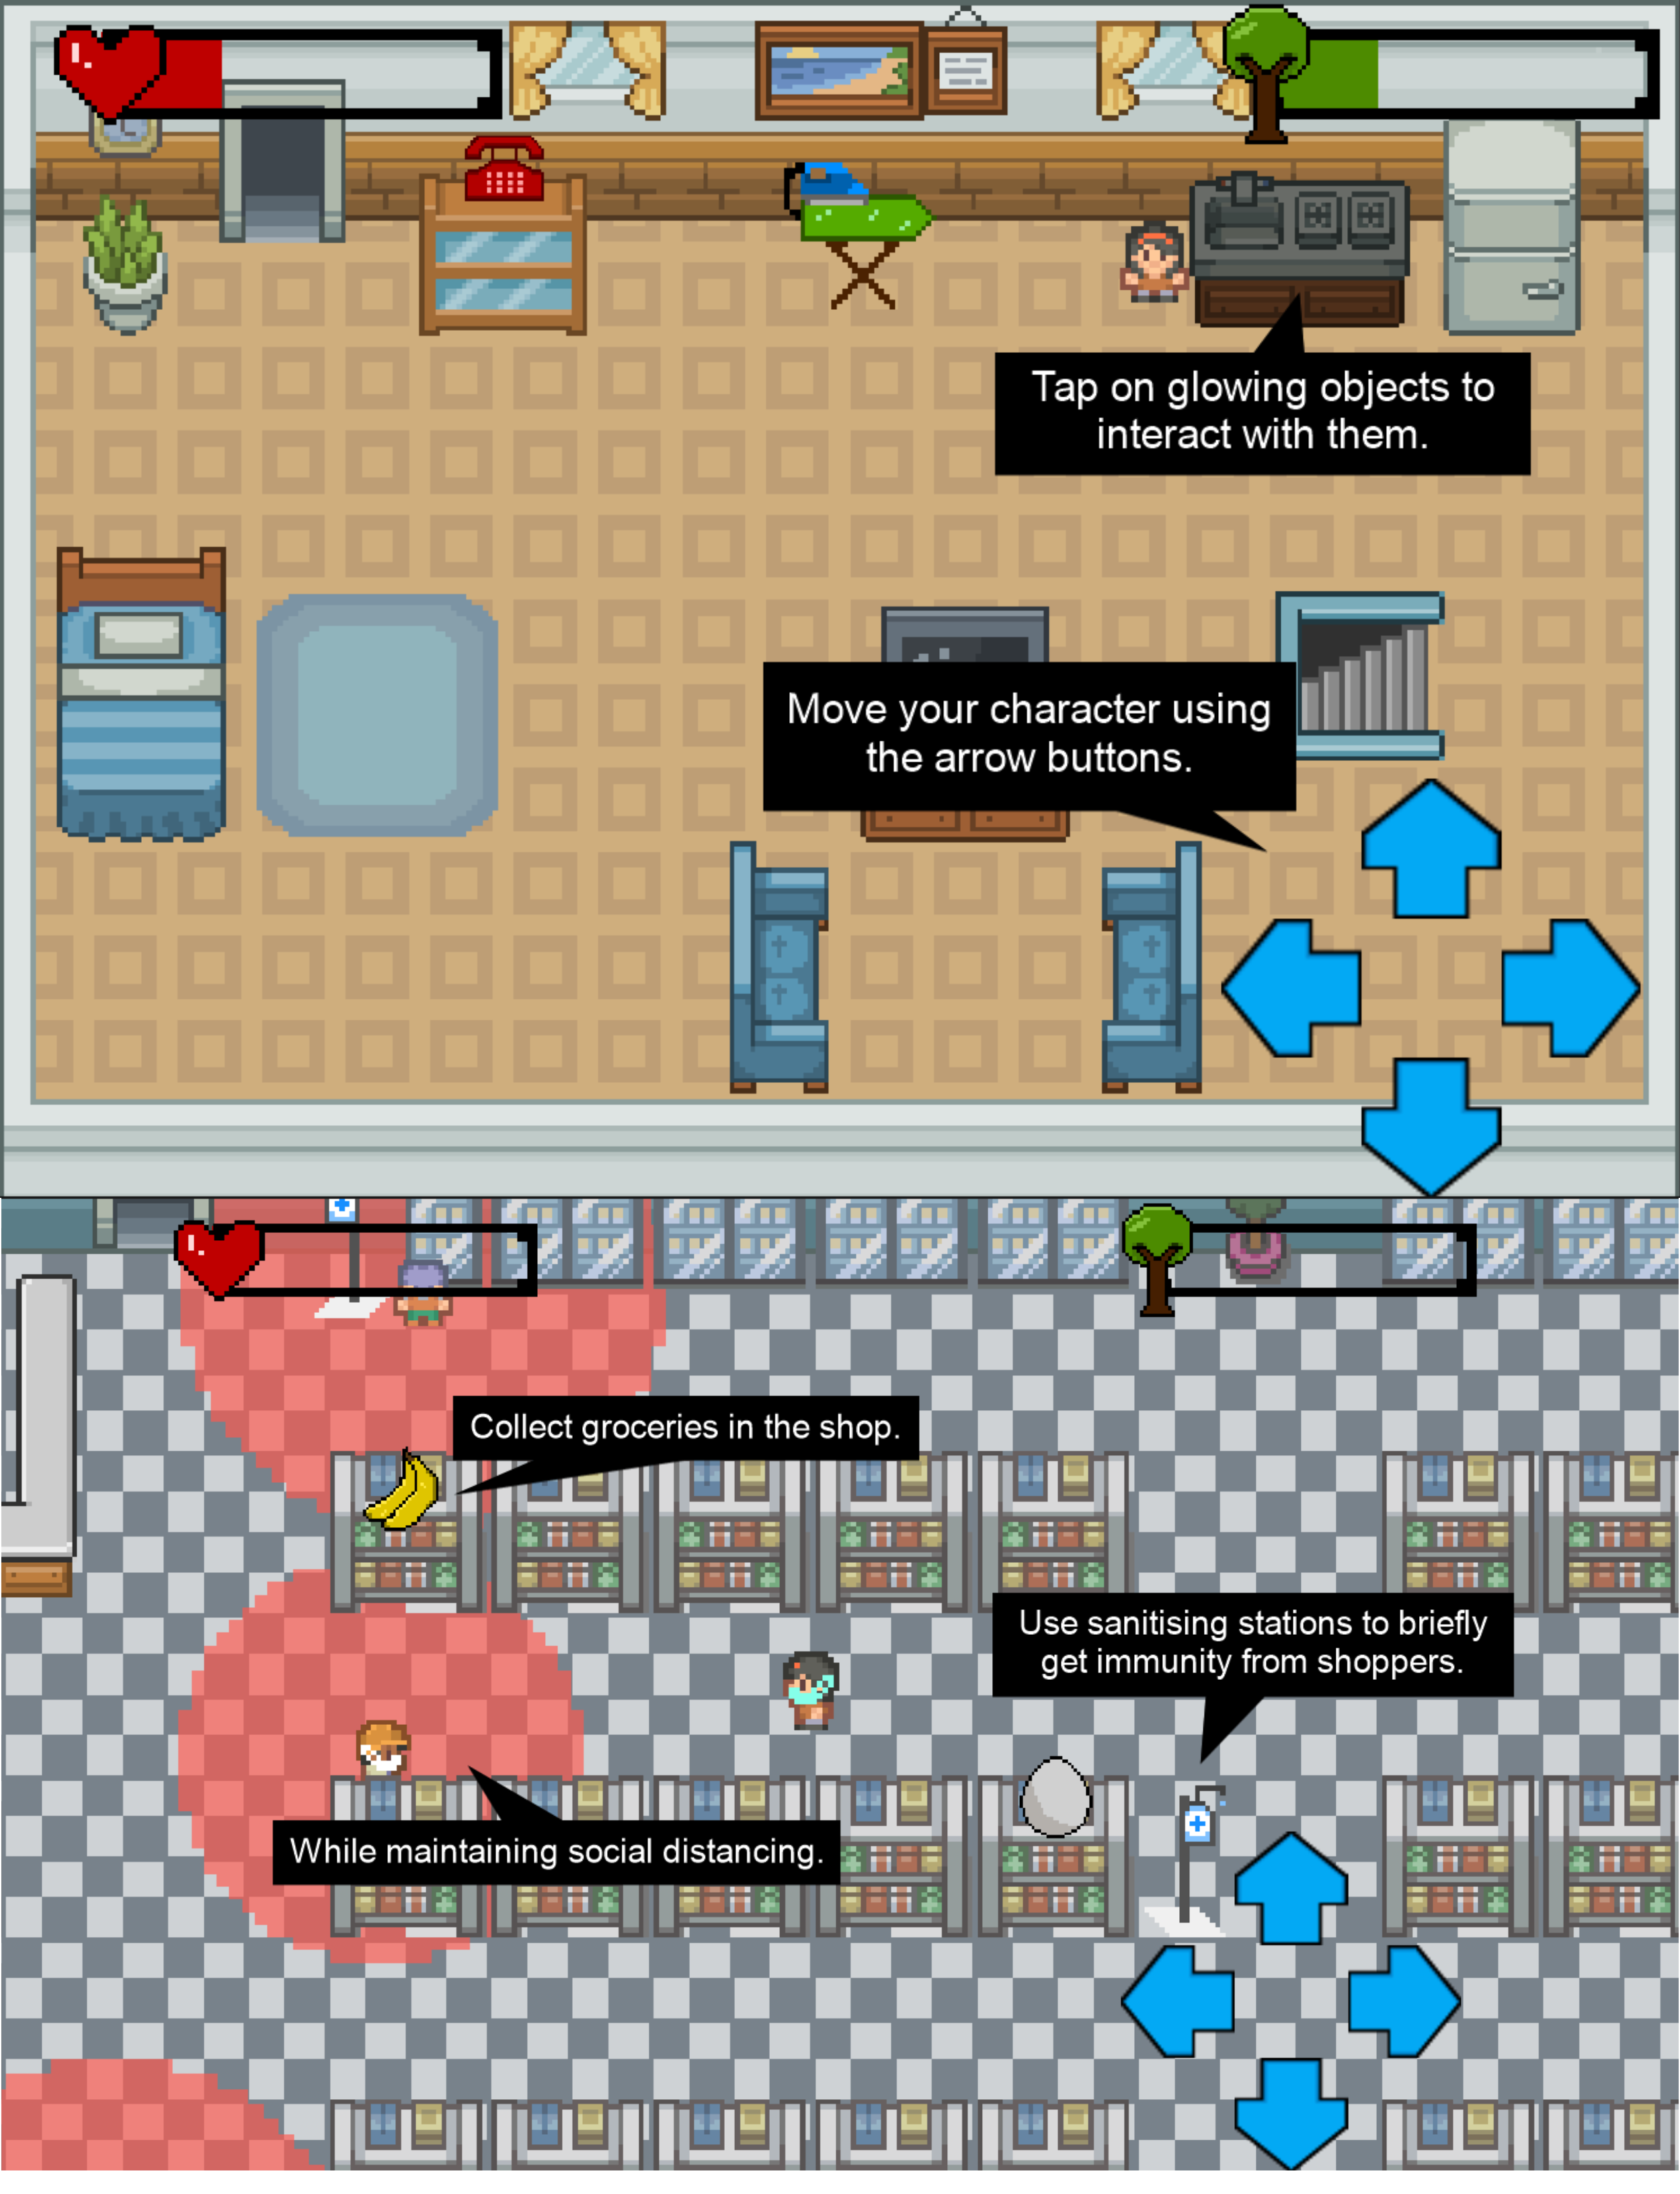 Tap on glowing objects to
interact with them.
Move your character using
the arrow buttons.
Collect groceries in the shop.
Use sanitising stations to briefly
get immunity from shoppers.
While maintaining social distancing.